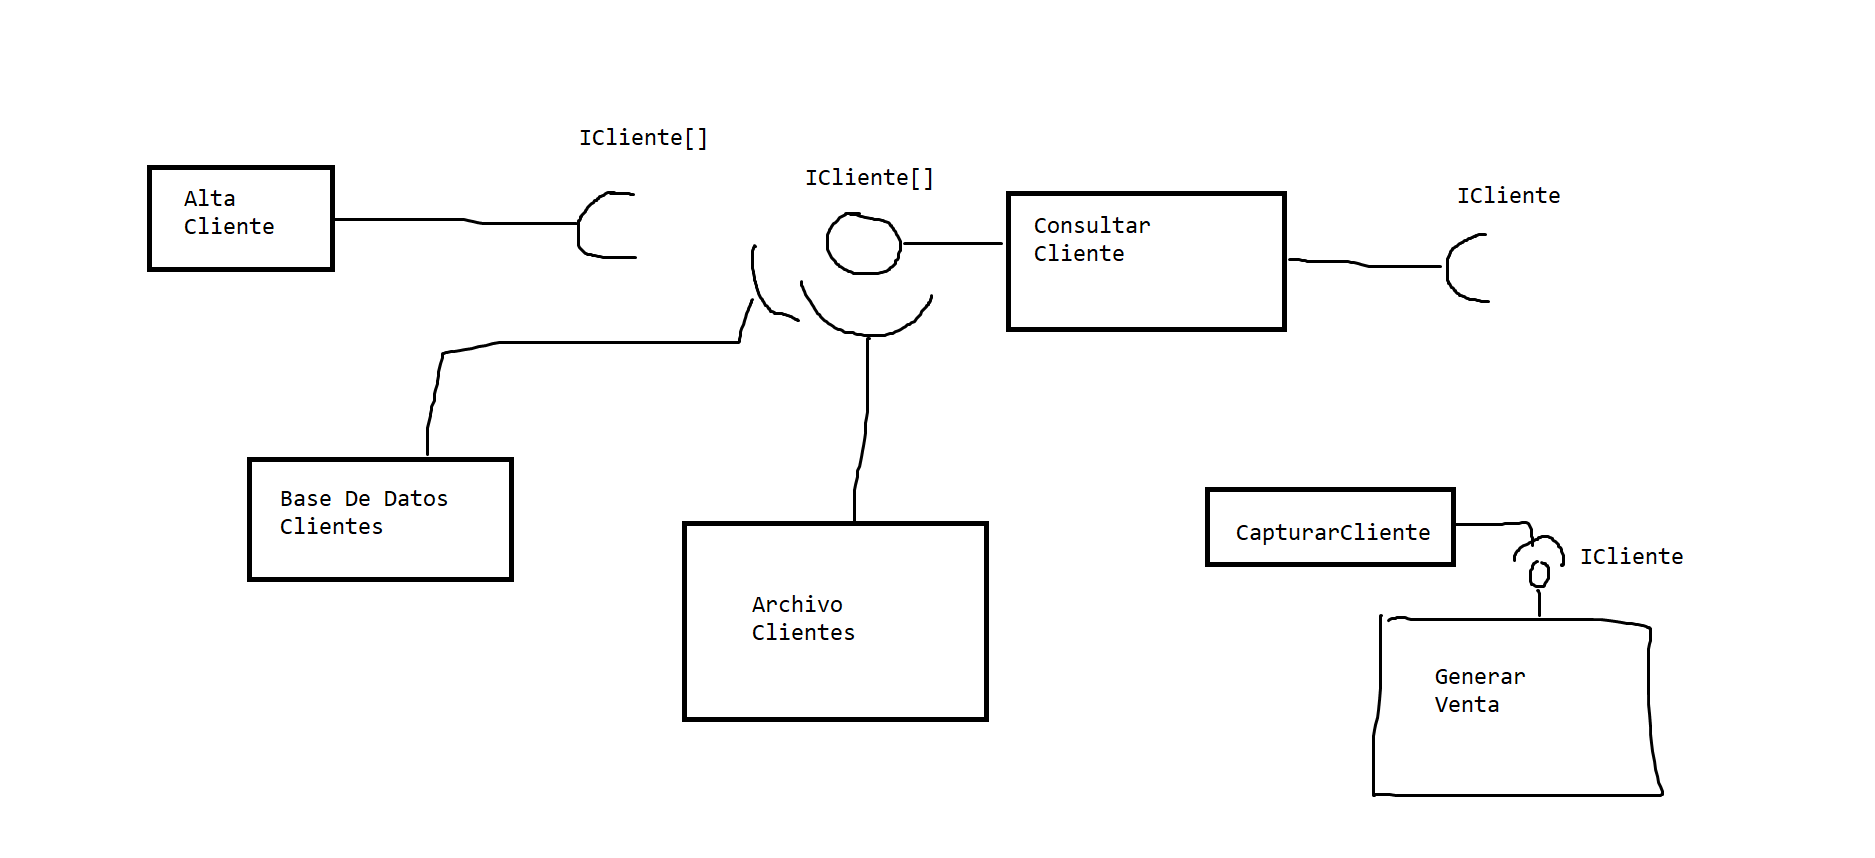 ICliente[]
Alta
Cliente
ICliente[]
Consultar
Cliente
ICliente
Base De Datos
Clientes
Archivo
Clientes
CapturarCliente
ICliente
Generar
Venta